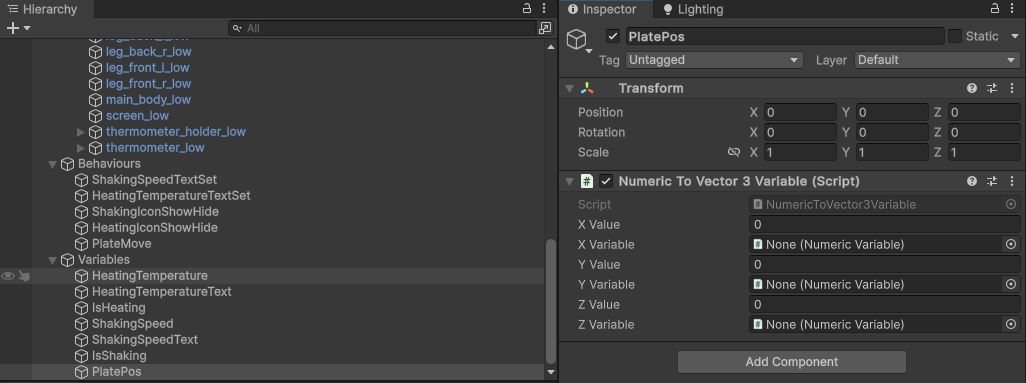 Hierarchy
All
leg_back_r_low
leg_front_l_low
leg_front_r_low
main_body_low
screen_low
thermometer_holder_low
thermometer_low
Behaviours
ShakingSpeedTextSet
HeatingTemperatureTextSet
ShakingIconShowHide
HeatingIconShowHide
PlateMove
Variables
HeatingTemperature
HeatingTemperatureText
IsHeating
ShakingSpeed
ShakingSpeedText
IsShaking
PlatePos
Inspector Lighting
PlatePos Static
Tag Untagged Layer Default
Transform
Position X 0 Y 0 Z 0
Rotation X 0 Y 0 Z 0
Scale X 1 Y 1 Z 1
# Numeric To Vector 3 Variable (Script)
Script # NumericToVector3Variable
X Value 0
X Variable # None (Numeric Variable)
Y Value 0
Y Variable # None (Numeric Variable)
Z Value 0
Z Variable # None (Numeric Variable)
Add Component